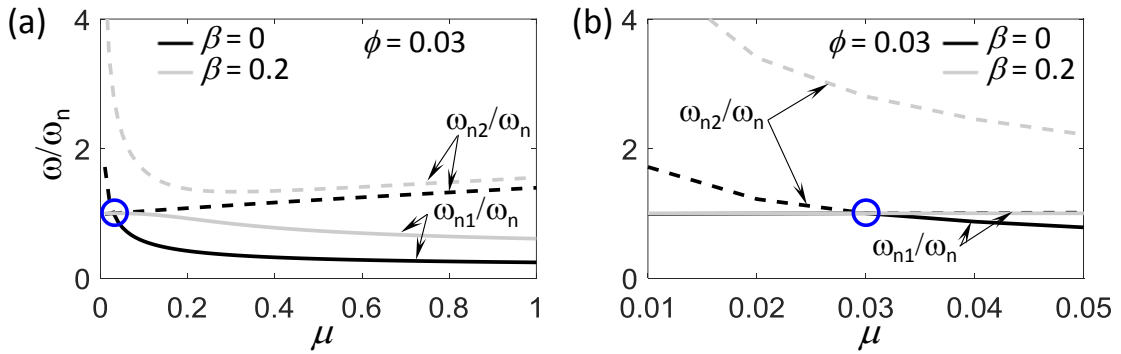 (a)
β = 0
β = 0.2
ϕ = 0.03
ω/ωn
4
2
0
ωn2/ωn
ωn1/ωn
0 0.2 0.4 0.6 0.8 1
μ
(b)
ϕ = 0.03
β = 0
β = 0.2
4
2
0
ωn2/ωn
ωn1/ωn
0.01 0.02 0.03 0.04 0.05
μ